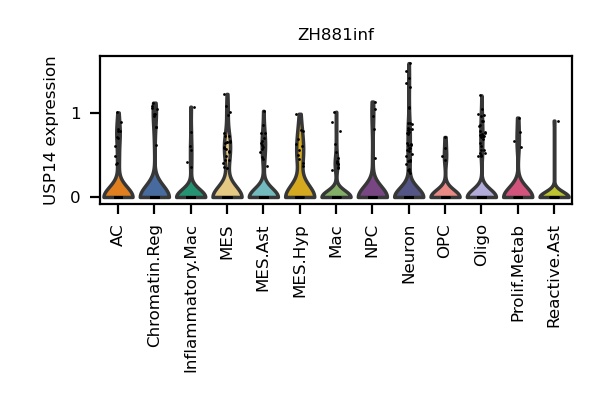 ZH881inf
USP14 expression
1
0
AC
Chromatin.Reg
Inflammatory.Mac
MES
MES.Ast
MES.Hyp
Mac
NPC
Neuron
OPC
Oligo
Prolif.Metab
Reactive.Ast